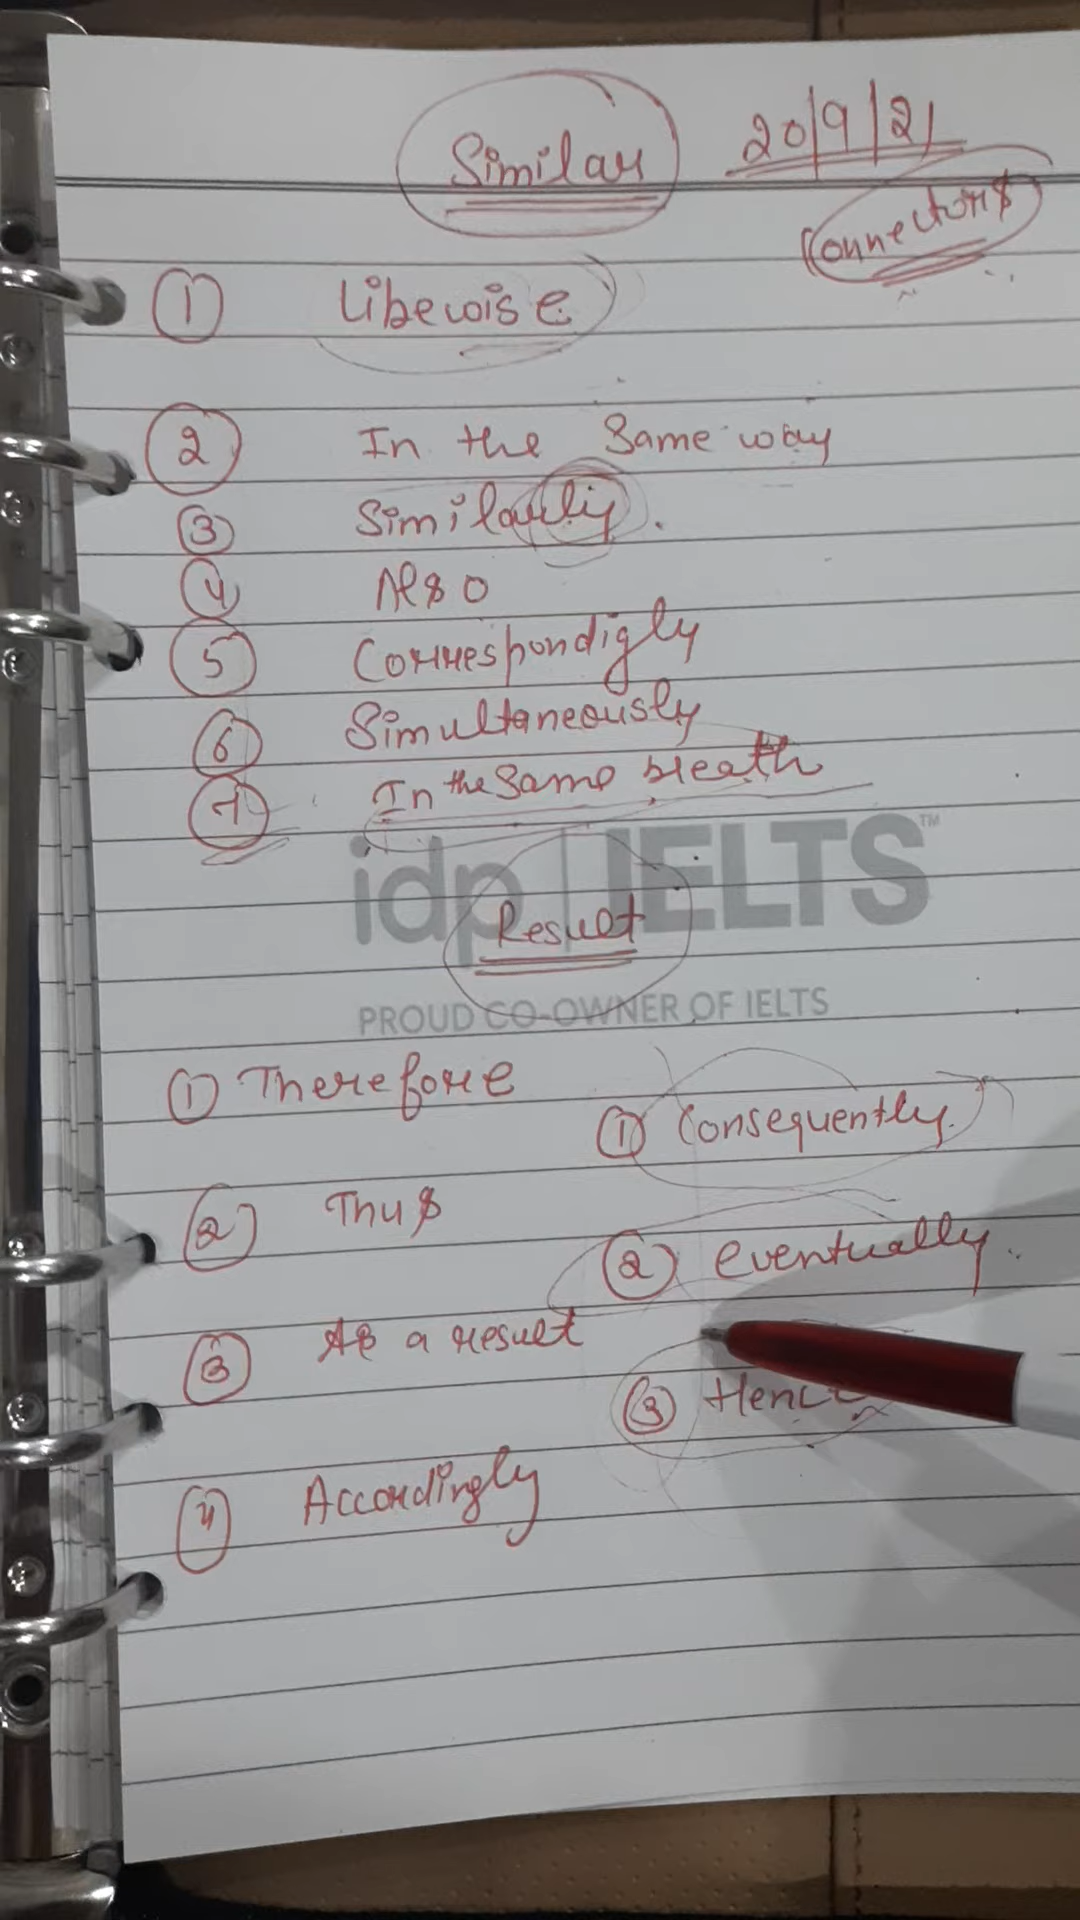 Similar
20/9/21
Connectors
① Likewise
② In the Same way
③ Similarly.
④ Also
⑤ Correspondigly
⑥ Simultaneously
⑦ In the Same breath
idp IELTS™
Result
PROUD CO-OWNER OF IELTS
① Therefore
① Consequently.
② Thus
② eventually.
③ As a result
③ Hence
④ Accordingly